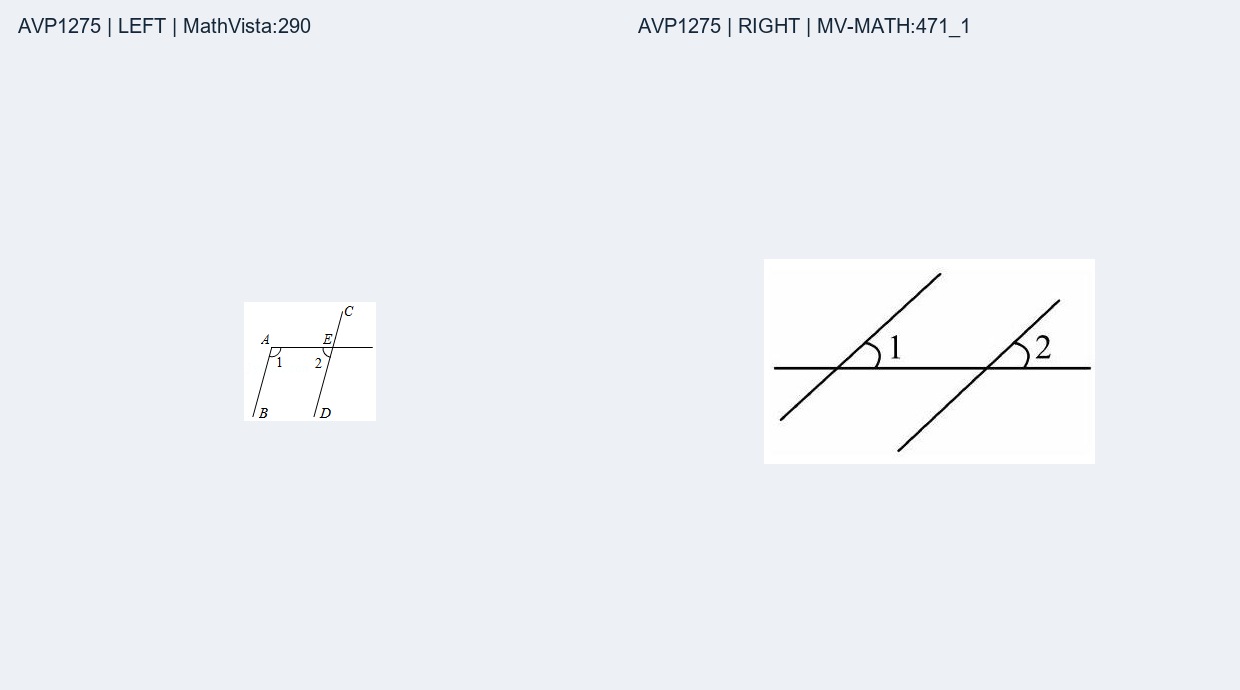 AVP1275 | LEFT | MathVista:290
AVP1275 | RIGHT | MV-MATH:471_1
C
A E
1 2
B D
1 2